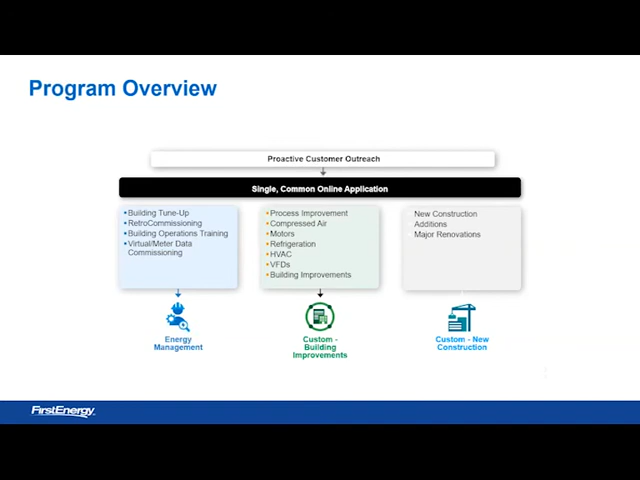 Program Overview
Proactive Customer Outreach
Single, Common Online Application
Building Tune-Up
RetroCommissioning
Building Operations Training
Virtual/Meter Data
Commissioning
Process Improvement
Compressed Air
Motors
Refrigeration
HVAC
VFDs
Building Improvements
New Construction
Additions
Major Renovations
Energy
Management
Custom -
Building
Improvements
Custom - New
Construction
FirstEnergy